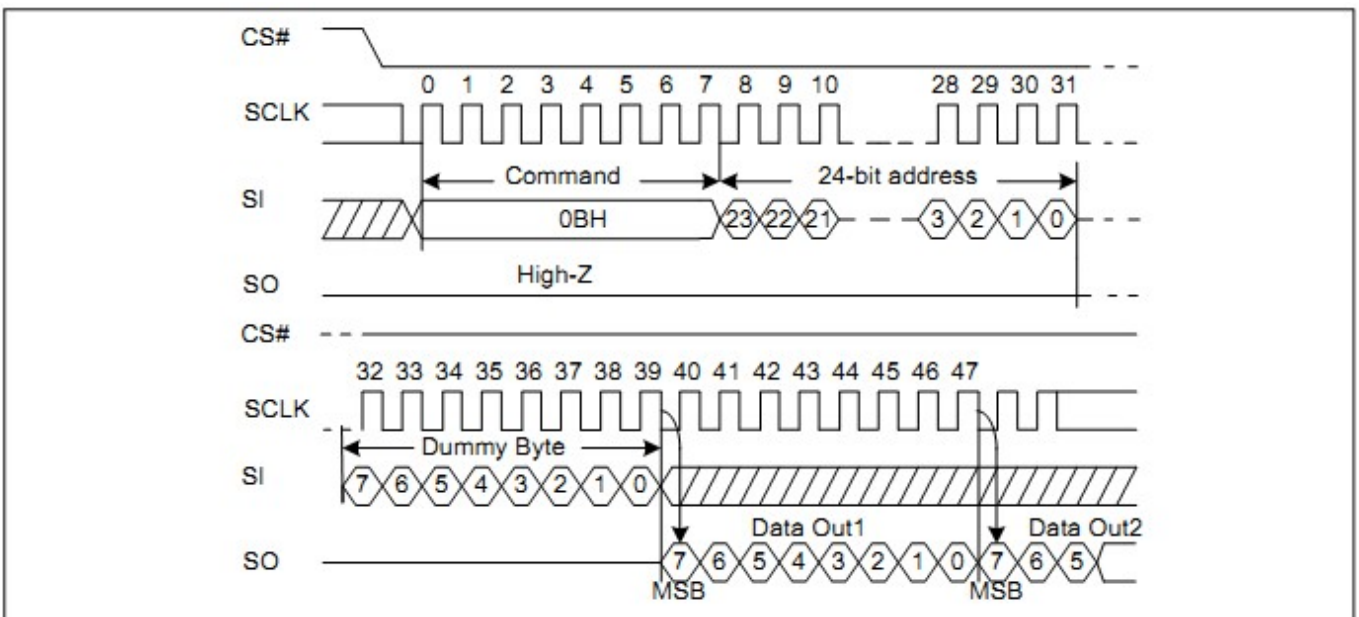 CS#
0 1 2 3 4 5 6 7 8 9 10 28 29 30 31
SCLK
Command 24-bit address
SI
0BH 23 22 21 3 2 1 0
High-Z
SO
CS#
32 33 34 35 36 37 38 39 40 41 42 43 44 45 46 47
SCLK
Dummy Byte
SI
7 6 5 4 3 2 1 0
Data Out1 Data Out2
SO
7 6 5 4 3 2 1 0 7 6 5
MSB MSB